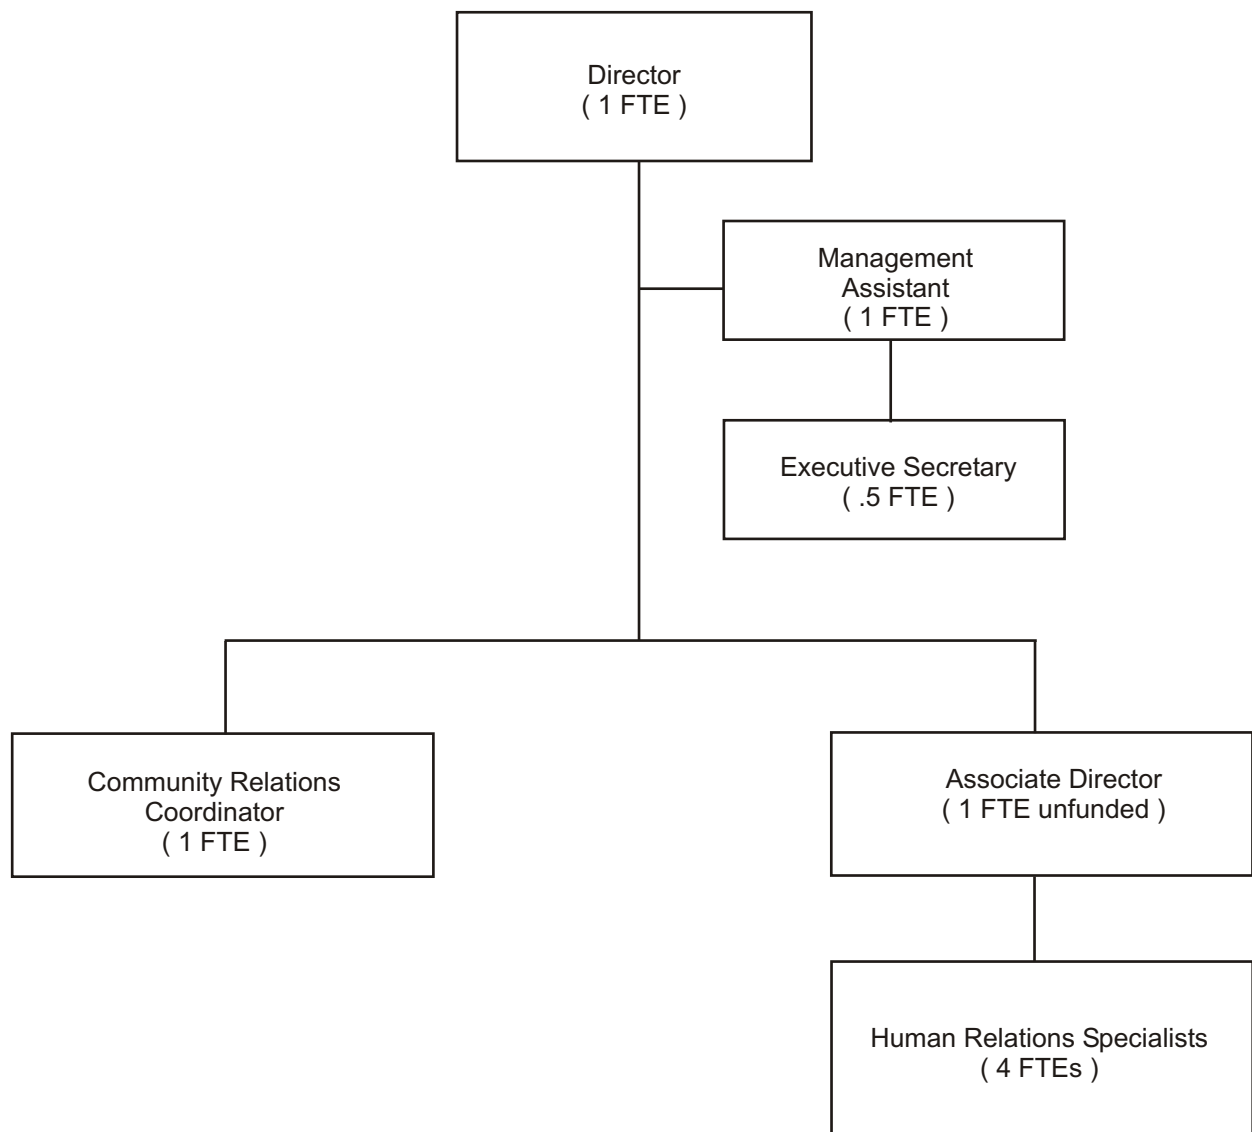 Director
( 1 FTE )
Management
Assistant
( 1 FTE )
Executive Secretary
( .5 FTE )
Community Relations
Coordinator
( 1 FTE )
Associate Director
( 1 FTE unfunded )
Human Relations Specialists
( 4 FTEs )